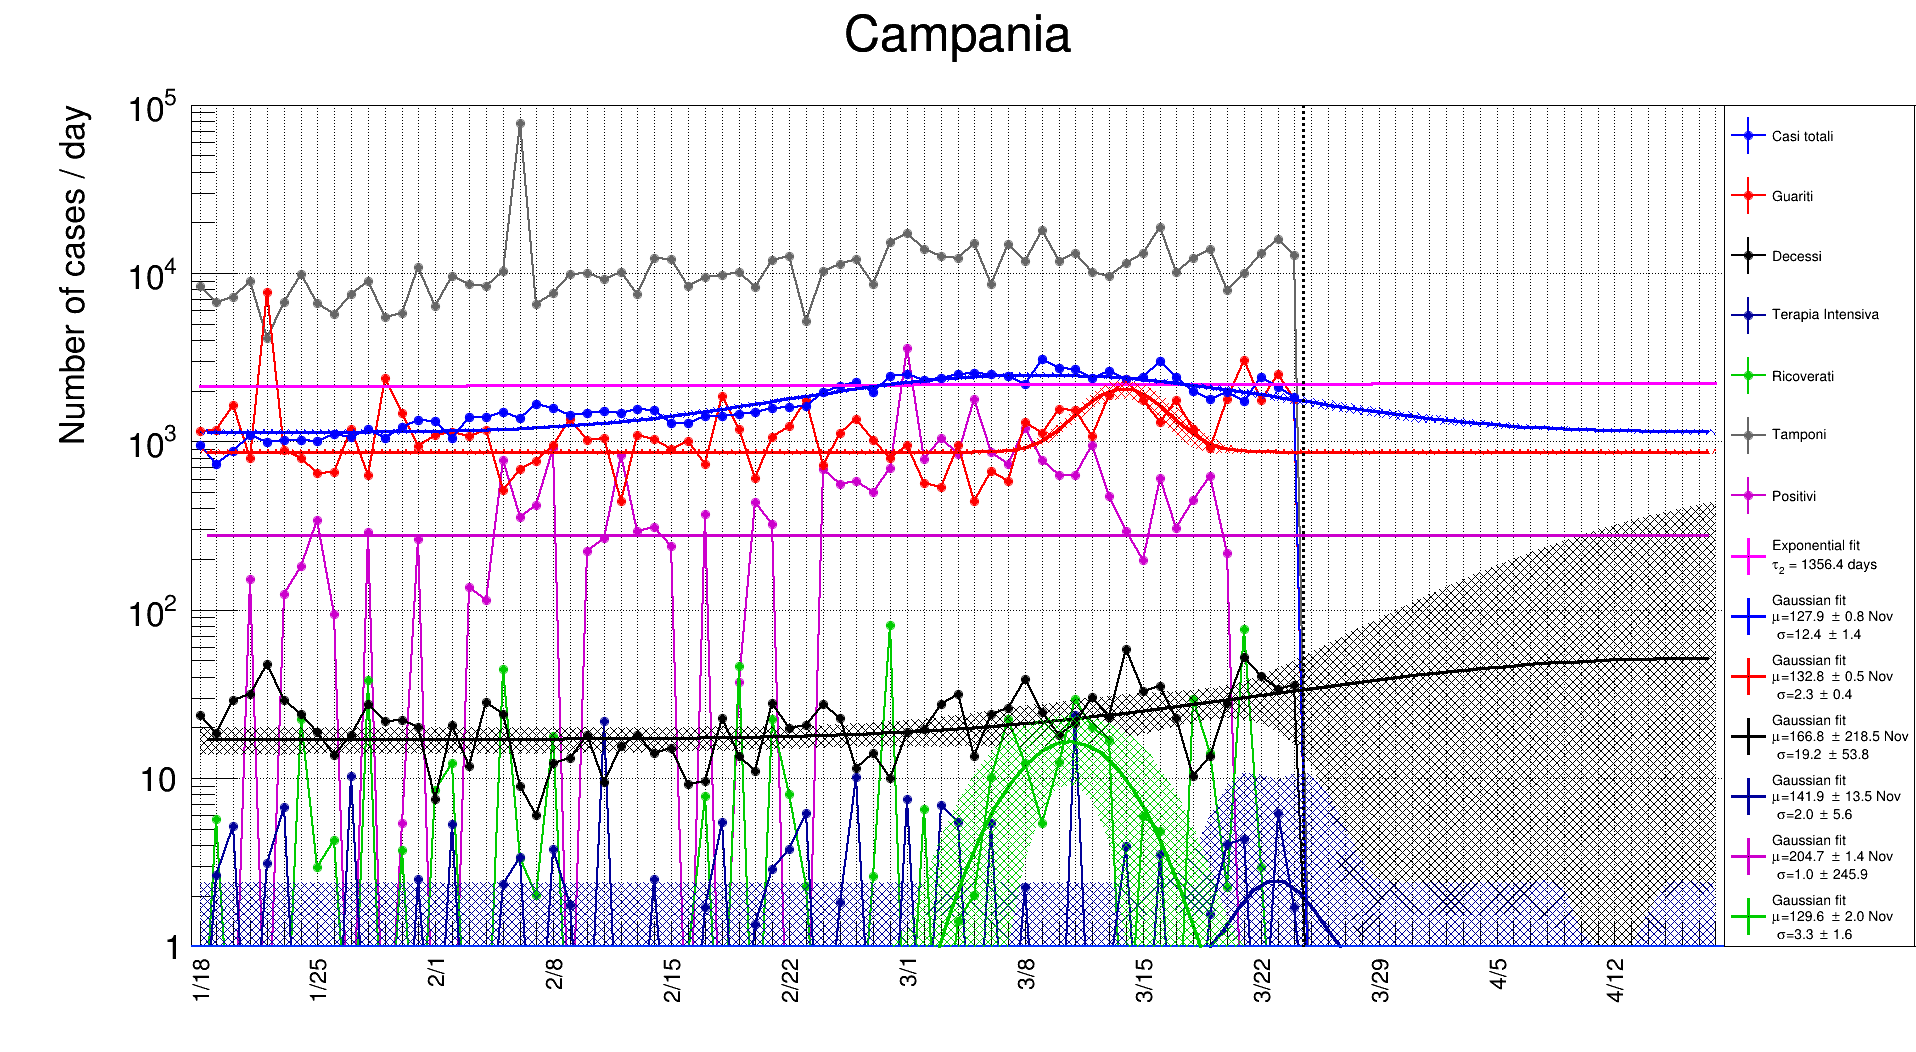 Campania
Number of cases / day
10^5
10^4
10^3
10^2
10
1
1/18
1/25
2/1
2/8
2/15
2/22
3/1
3/8
3/15
3/22
3/29
4/5
4/12
Casi totali
Guariti
Decessi
Terapia Intensiva
Ricoverati
Tamponi
Positivi
Exponential fit
τ₂ = 1356.4 days
Gaussian fit
μ=127.9 ± 0.8 Nov
σ=12.4 ± 1.4
Gaussian fit
μ=132.8 ± 0.5 Nov
σ=2.3 ± 0.4
Gaussian fit
μ=166.8 ± 218.5 Nov
σ=19.2 ± 53.8
Gaussian fit
μ=141.9 ± 13.5 Nov
σ=2.0 ± 5.6
Gaussian fit
μ=204.7 ± 1.4 Nov
σ=1.0 ± 245.9
Gaussian fit
μ=129.6 ± 2.0 Nov
σ=3.3 ± 1.6